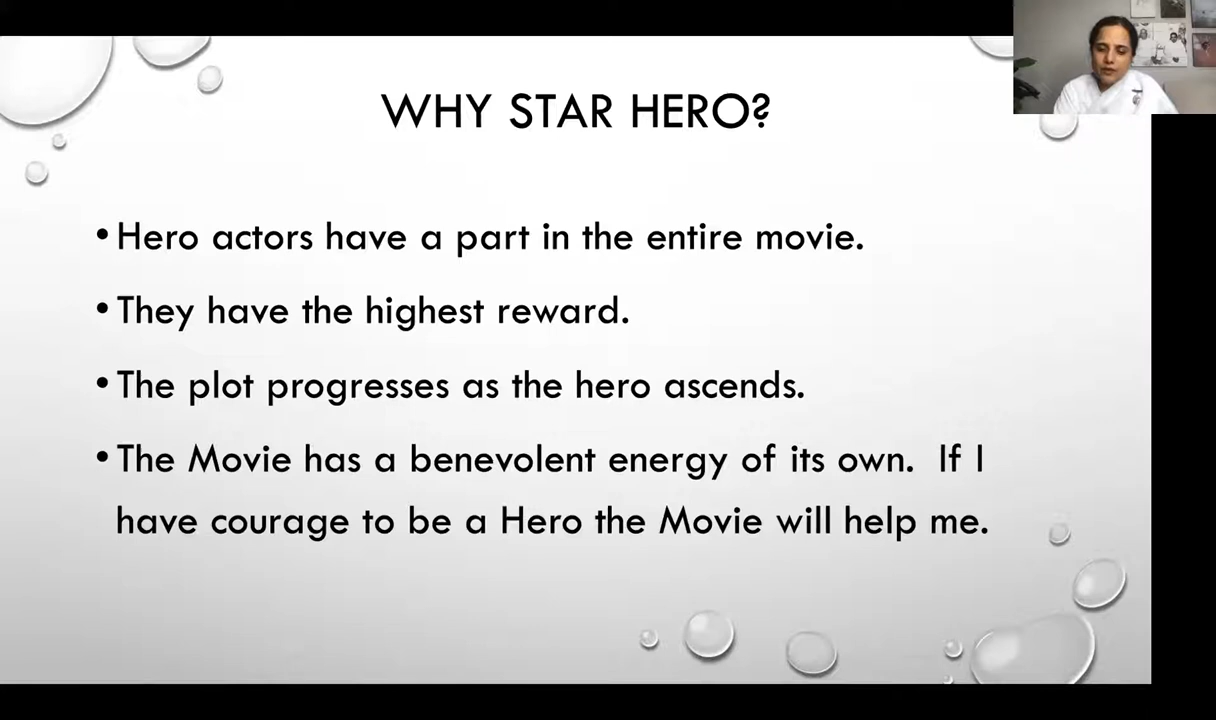 WHY STAR HERO?
• Hero actors have a part in the entire movie.
• They have the highest reward.
• The plot progresses as the hero ascends.
• The Movie has a benevolent energy of its own.  If I
have courage to be a Hero the Movie will help me.